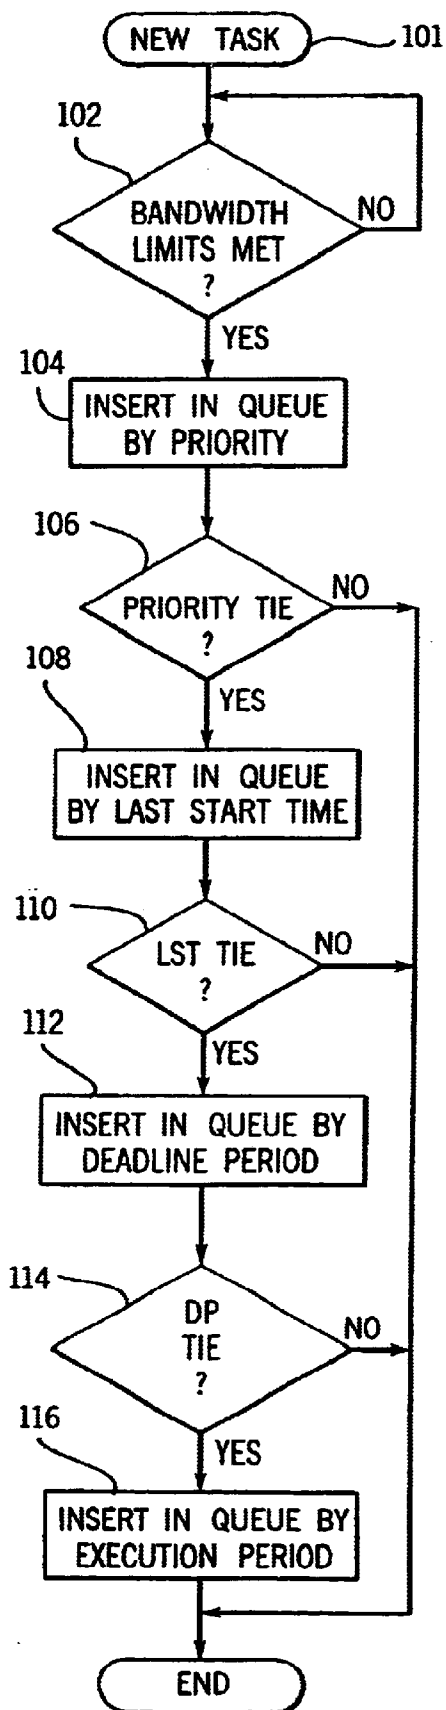 NEW TASK
101
102
BANDWIDTH
LIMITS MET
?
NO
YES
104
INSERT IN QUEUE
BY PRIORITY
106
PRIORITY TIE
?
NO
YES
108
INSERT IN QUEUE
BY LAST START TIME
110
LST TIE
?
NO
YES
112
INSERT IN QUEUE BY
DEADLINE PERIOD
114
DP
TIE
?
NO
YES
116
INSERT IN QUEUE BY
EXECUTION PERIOD
END